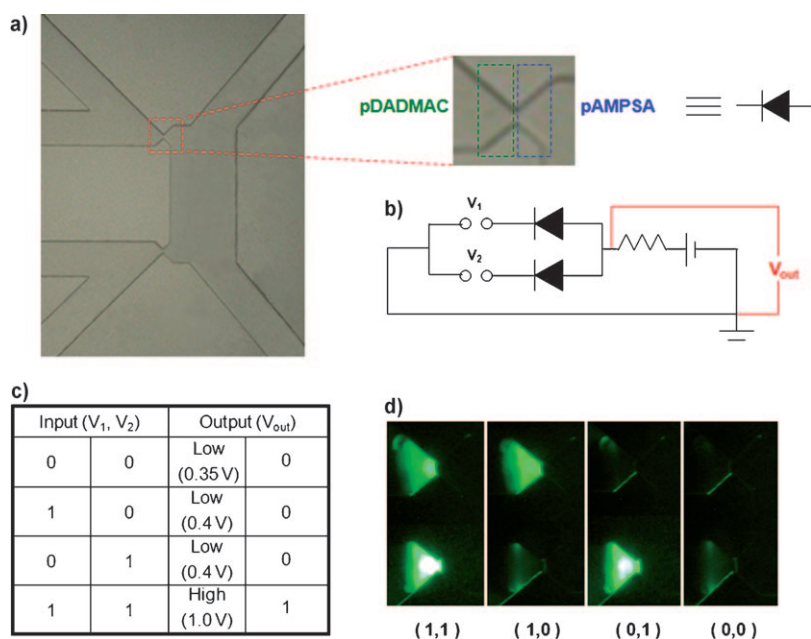 a)
pDADMAC
pAMPSA
b)
V1
V2
Vout
c)
Input (V1, V2) Output (Vout)
0 0 Low (0.35 V) 0
1 0 Low (0.4 V) 0
0 1 Low (0.4 V) 0
1 1 High (1.0 V) 1
d)
(1,1) (1,0) (0,1) (0,0)